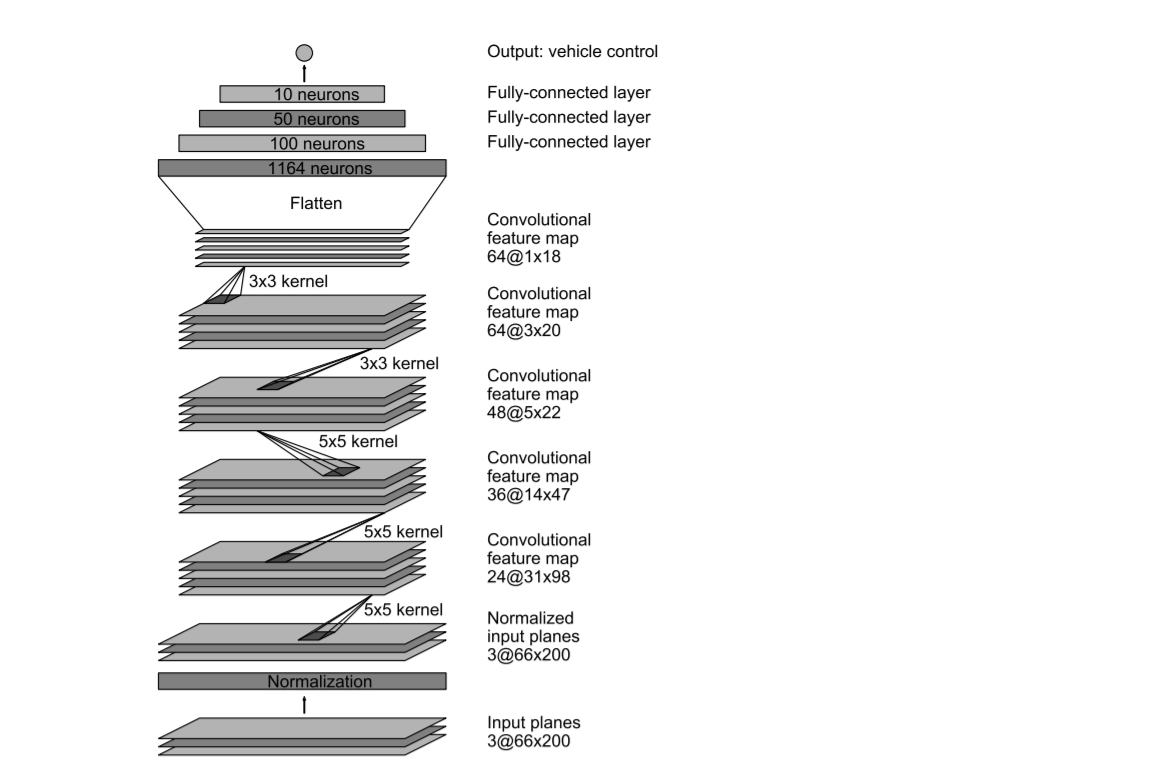 Output: vehicle control
10 neurons
Fully-connected layer
50 neurons
Fully-connected layer
100 neurons
Fully-connected layer
1164 neurons
Flatten
Convolutional
feature map
64@1x18
3x3 kernel
Convolutional
feature map
64@3x20
3x3 kernel
Convolutional
feature map
48@5x22
5x5 kernel
Convolutional
feature map
36@14x47
5x5 kernel
Convolutional
feature map
24@31x98
5x5 kernel
Normalized
input planes
3@66x200
Normalization
Input planes
3@66x200